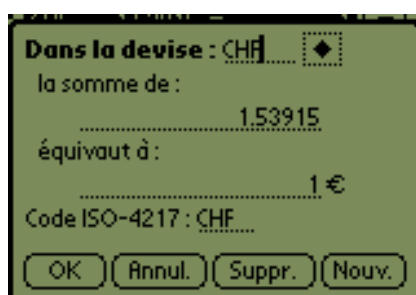 Dans la devise : CHF
la somme de :
1.53915
équivaut à :
1 €
Code ISO-4217 : CHF
OK Annul. Suppr. Nouv.